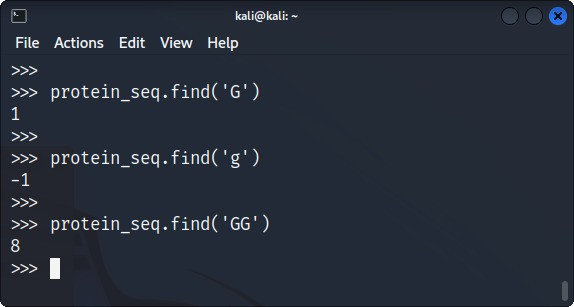 kali@kali: ~
File Actions Edit View Help
>>>
>>> protein_seq.find('G')
1
>>>
>>> protein_seq.find('g')
-1
>>>
>>> protein_seq.find('GG')
8
>>>